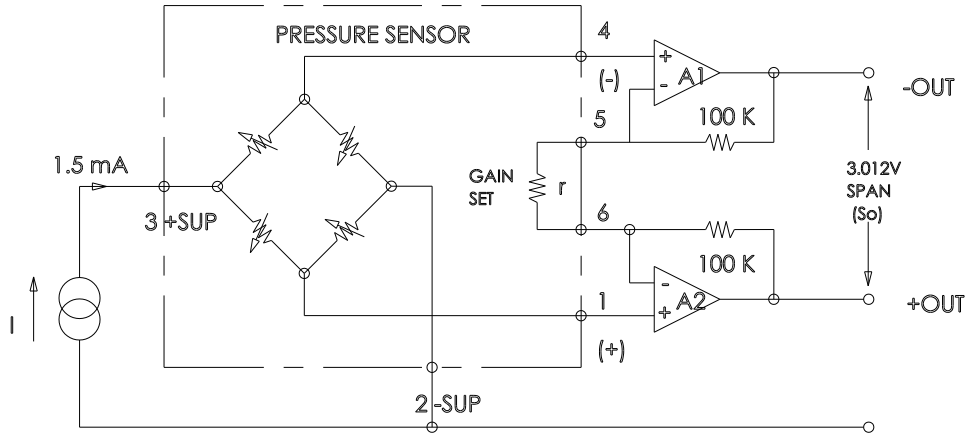 PRESSURE SENSOR
4
(-)
+
-
A1
-OUT
100 K
5
1.5 mA
GAIN
SET
r
3.012V
SPAN
(So)
3 +SUP
6
100 K
-
+
A2
+OUT
1
(+)
I
2 -SUP